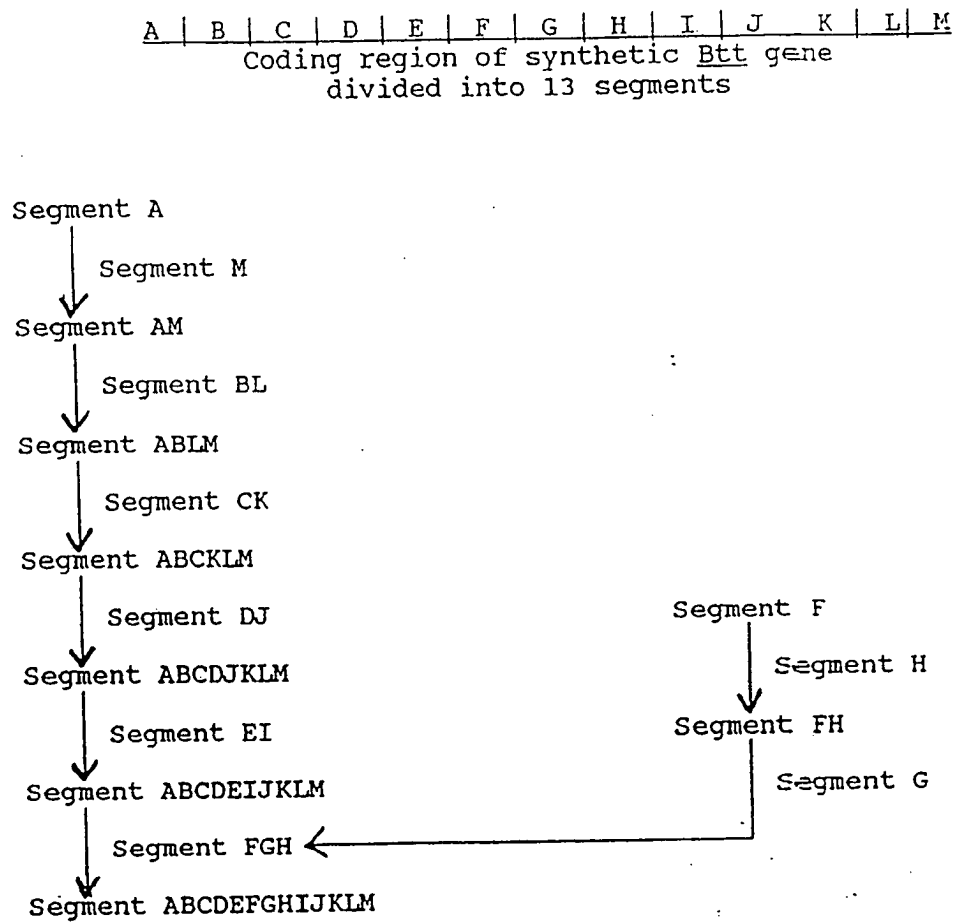 A | B | C | D | E | F | G | H | I | J K | L | M
Coding region of synthetic Btt gene
divided into 13 segments
Segment A
Segment M
Segment AM
Segment BL
Segment ABLM
Segment CK
Segment ABCKLM
Segment DJ
Segment ABCDJKLM
Segment EI
Segment ABCDEIJKLM
Segment FGH
Segment ABCDEFGHIJKLM
Segment F
Segment H
Segment FH
Segment G